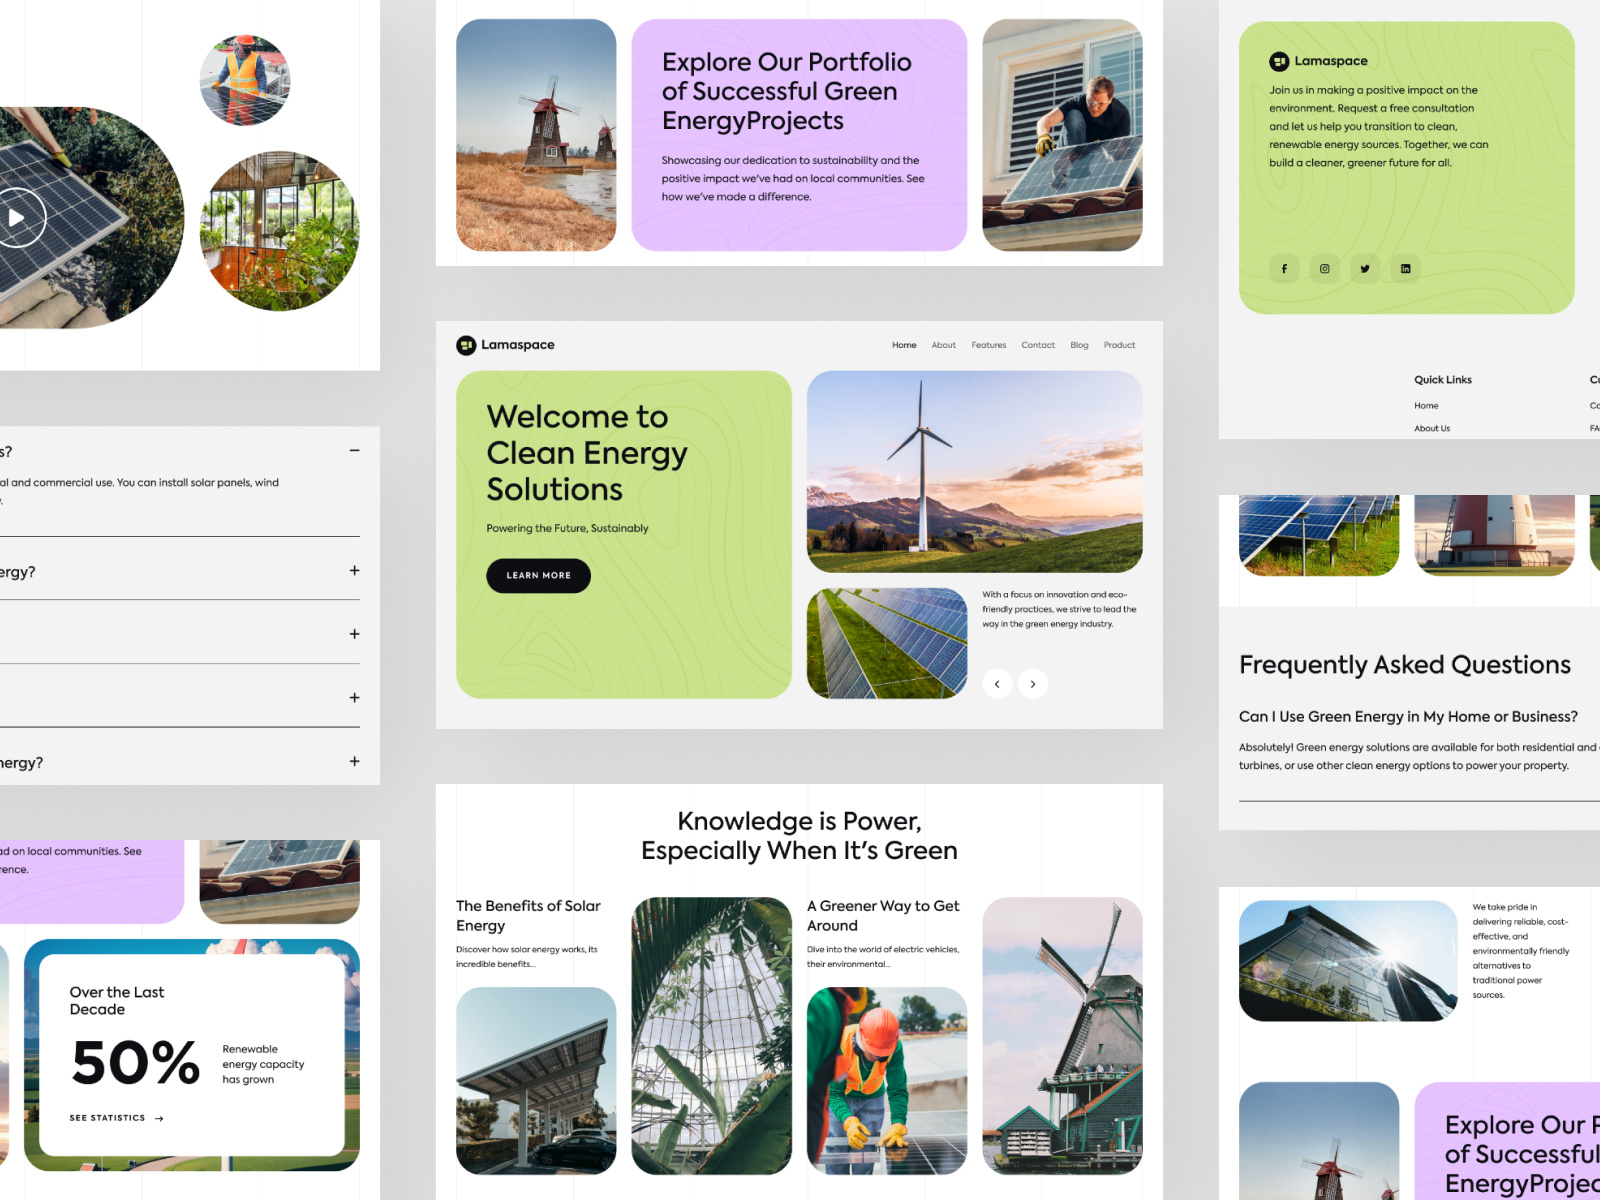 s?
al and commercial use. You can install solar panels, wind
y.
ergy?
nergy?
ad on local communities. See
rence.
Over the Last
Decade
50%
Renewable
energy capacity
has grown
SEE STATISTICS →
Explore Our Portfolio
of Successful Green
EnergyProjects
Showcasing our dedication to sustainability and the
positive impact we've had on local communities. See
how we've made a difference.
Lamaspace
Home About Features Contact Blog Product
Welcome to
Clean Energy
Solutions
Powering the Future, Sustainably
LEARN MORE
With a focus on innovation and eco-
friendly practices, we strive to lead the
way in the green energy industry.
Knowledge is Power,
Especially When It's Green
The Benefits of Solar
Energy
Discover how solar energy works, its
incredible benefits...
A Greener Way to Get
Around
Dive into the world of electric vehicles,
their environmental...
Lamaspace
Join us in making a positive impact on the
environment. Request a free consultation
and let us help you transition to clean,
renewable energy sources. Together, we can
build a cleaner, greener future for all.
Quick Links
Home
About Us
Cu
Co
FA
Frequently Asked Questions
Can I Use Green Energy in My Home or Business?
Absolutely! Green energy solutions are available for both residential and
turbines, or use other clean energy options to power your property.
We take pride in
delivering reliable, cost-
effective, and
environmentally friendly
alternatives to
traditional power
sources.
Explore Our P
of Successful
EnergyProjec